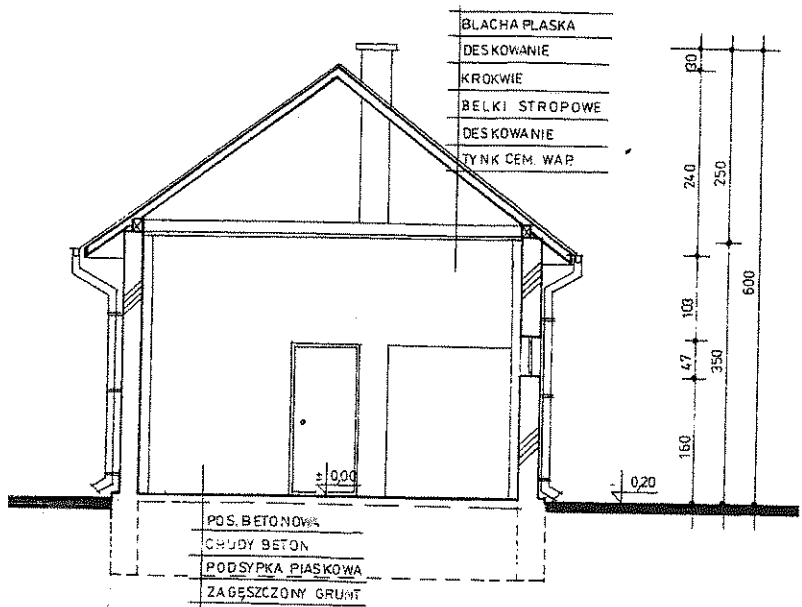 BLACHA PŁASKA
DESKOWANIE
KROKWIE
BELKI STROPOWE
DESKOWANIE
TYNK CEM. WAP.
30
240
250
103
600
47
350
160
± 0,00
0,20
POS. BETONOWA
CHUDY BETON
PODSYPKA PIASKOWA
ZAGĘSZCZONY GRUNT